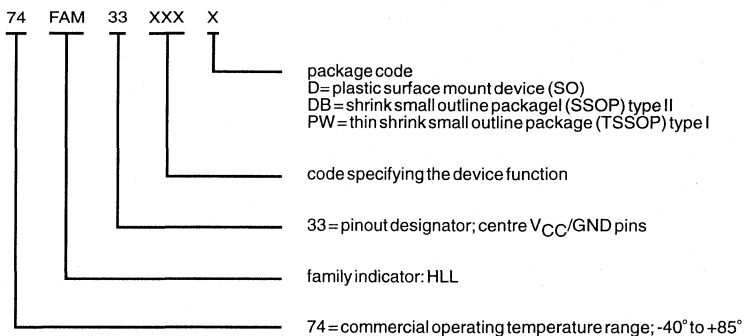 74 FAM 33 XXX X
package code
D=plastic surface mount device (SO)
DB=shrink small outline packagel (SSOP) type II
PW=thin shrink small outline package (TSSOP) type I
code specifying the device function
33=pinout designator; centre VCC/GND pins
family indicator: HLL
74=commercial operating temperature range; -40° to +85°